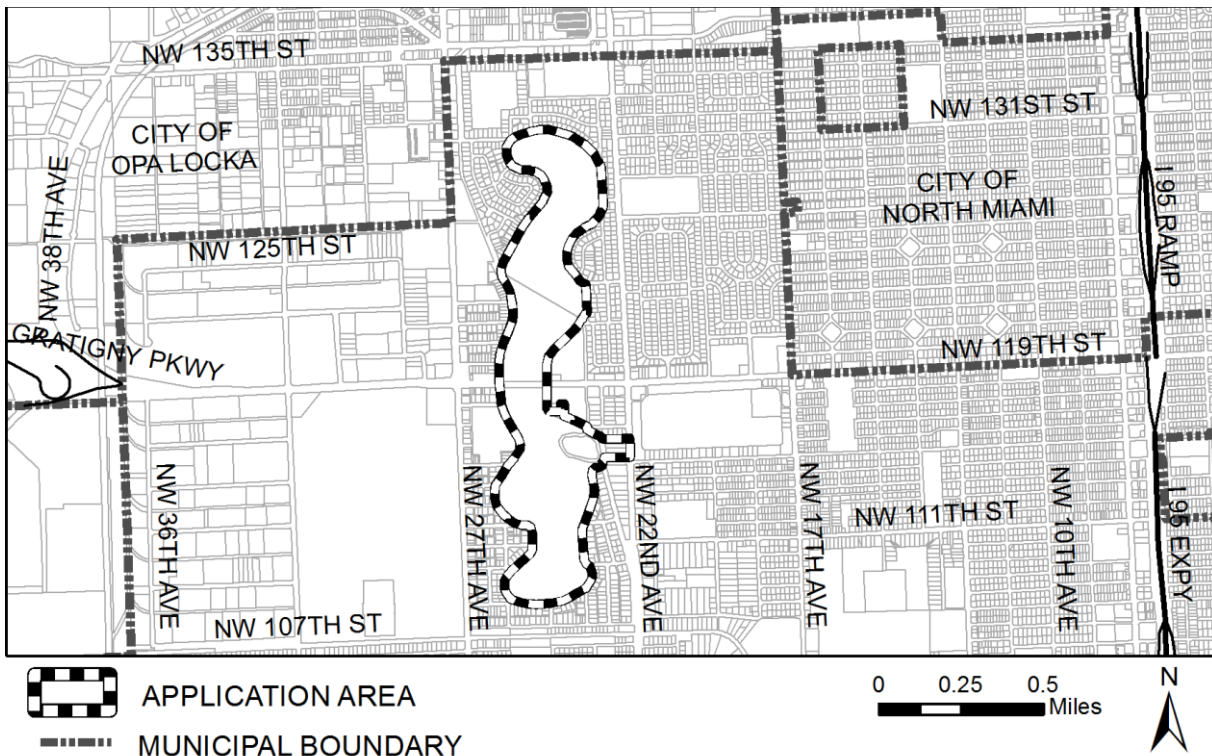 NW 135TH ST
NW 131ST ST
CITY OF
OPA LOCKA
NW 38TH AVE
CITY OF
NORTH MIAMI
I 95 RAMP
NW 125TH ST
GRATIGNY PKWY
NW 119TH ST
NW 36TH AVE
NW 27TH AVE
NW 22ND AVE
NW 17TH AVE
NW 111TH ST
NW 10TH AVE
I 95 EXPY
NW 107TH ST
APPLICATION AREA
MUNICIPAL BOUNDARY
0 0.25 0.5
Miles
N